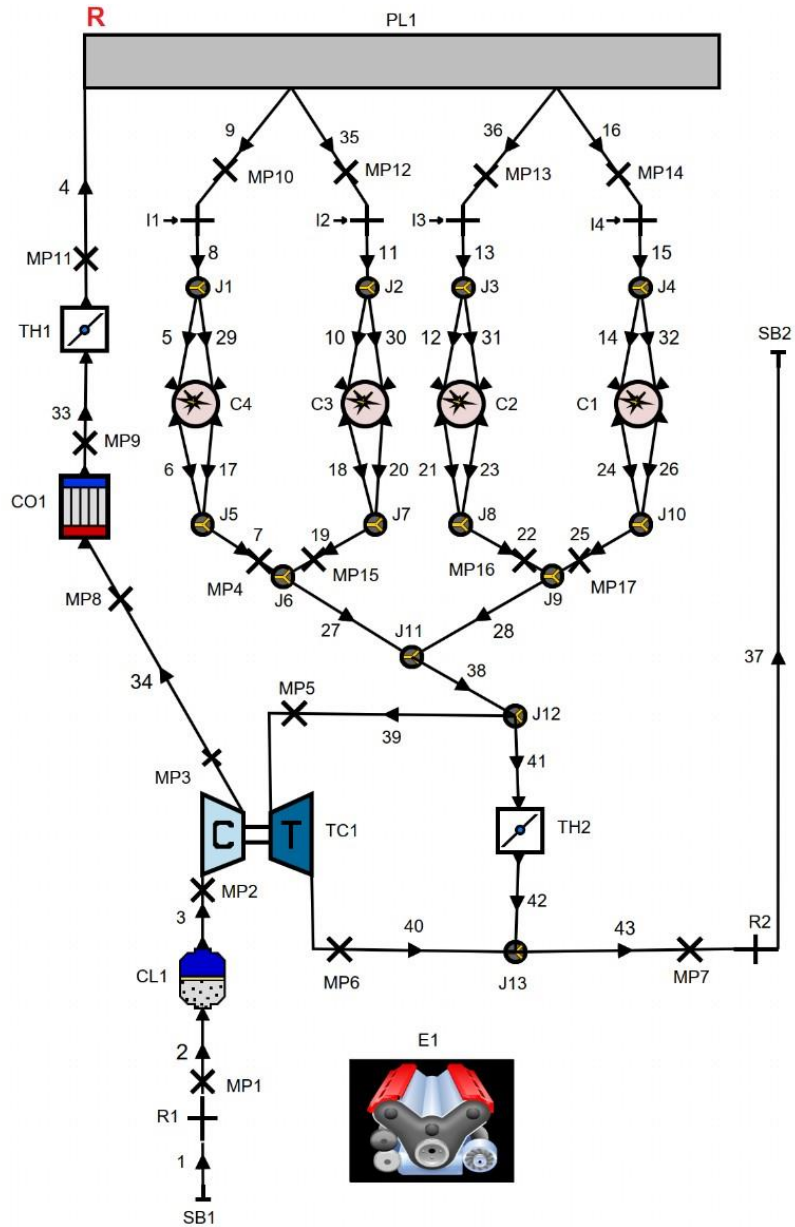 R
PL1
9
35
36
16
MP10
MP12
MP13
MP14
4
I1
I2
I3
I4
8
11
13
15
MP11
J1
J2
J3
J4
TH1
5
29
10
30
12
31
14
32
SB2
33
C4
C3
C2
C1
MP9
6
17
18
20
21
23
24
26
CO1
J5
J7
J8
J10
7
19
22
25
MP4
MP15
MP16
MP17
MP8
J6
J9
27
28
J11
34
38
37
MP5
J12
39
41
MP3
C
T
TC1
TH2
MP2
3
42
40
43
R2
CL1
MP6
J13
MP7
2
E1
MP1
R1
1
SB1